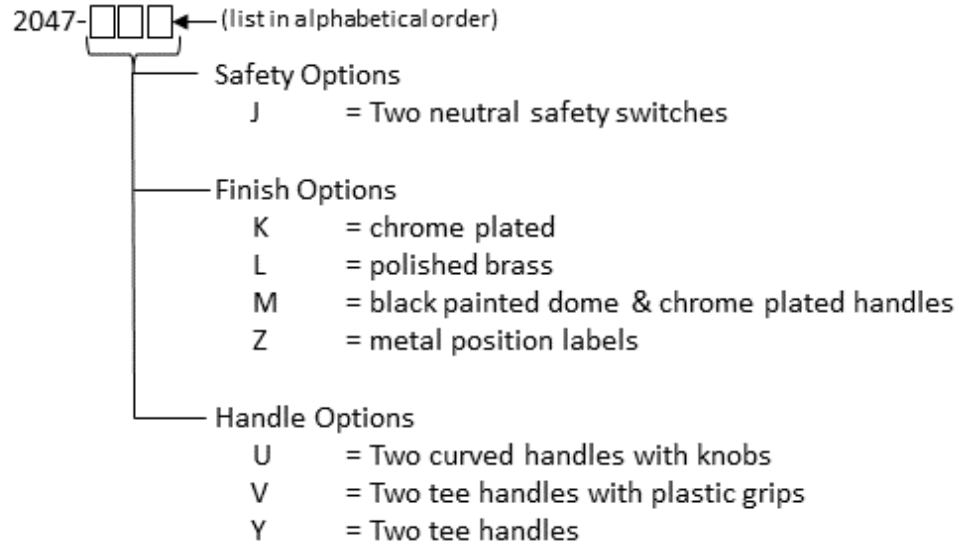 2047-□□□ (list in alphabetical order)
Safety Options
J = Two neutral safety switches
Finish Options
K = chrome plated
L = polished brass
M = black painted dome & chrome plated handles
Z = metal position labels
Handle Options
U = Two curved handles with knobs
V = Two tee handles with plastic grips
Y = Two tee handles